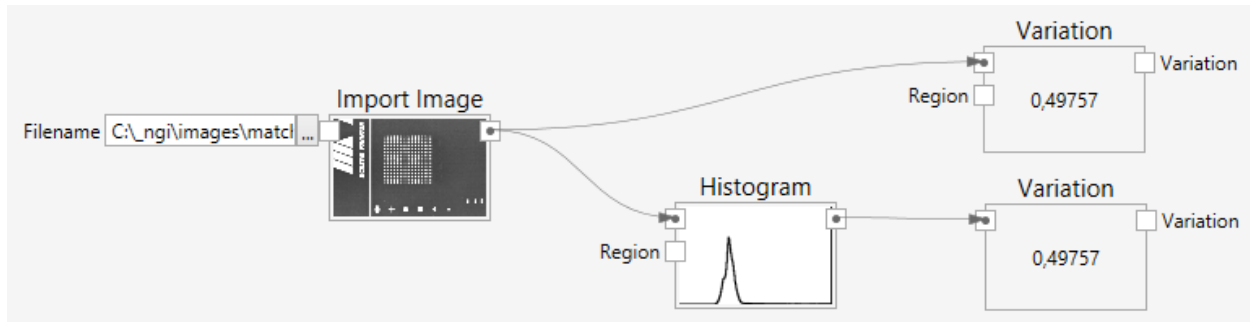 Variation
Variation
Region
0,49757
Import Image
Filename
C:\_ngi\images\matcl
...
Histogram
Region
Variation
Variation
0,49757